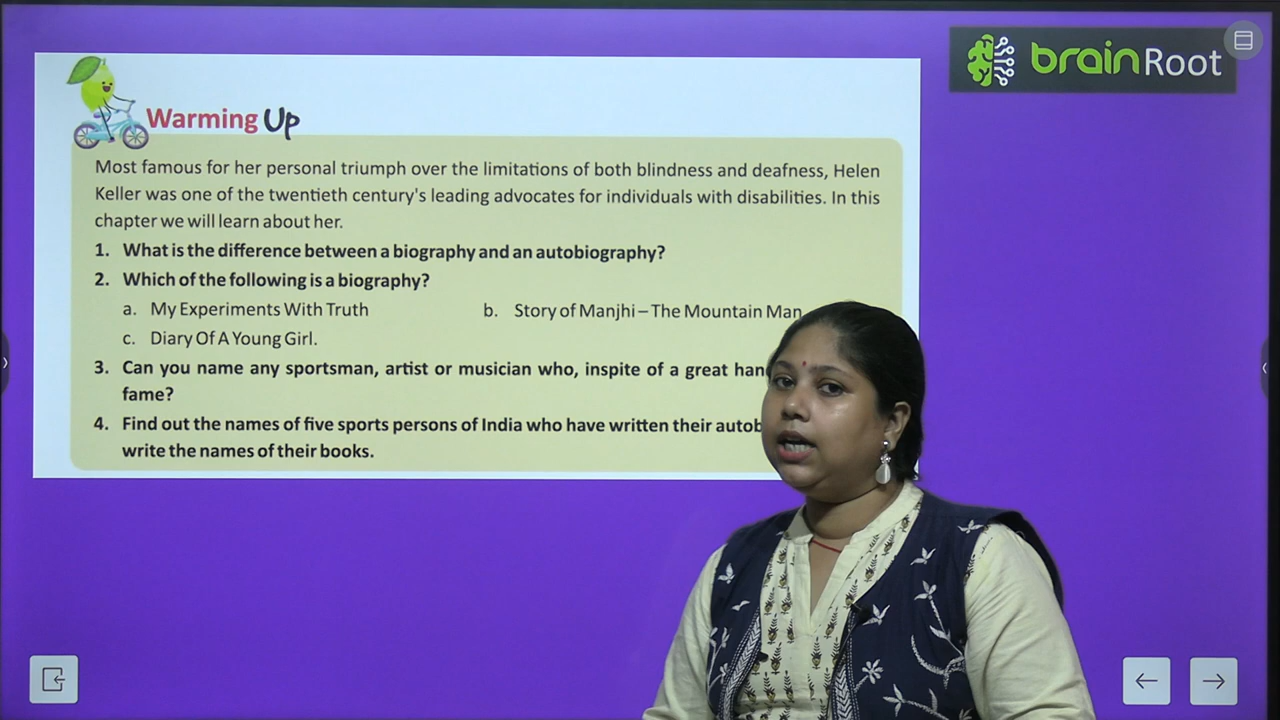 brainRoot
Warming Up
Most famous for her personal triumph over the limitations of both blindness and deafness, Helen
Keller was one of the twentieth century's leading advocates for individuals with disabilities. In this
chapter we will learn about her.
1. What is the difference between a biography and an autobiography?
2. Which of the following is a biography?
a. My Experiments With Truth b. Story of Manjhi – The Mountain Man
c. Diary Of A Young Girl.
3. Can you name any sportsman, artist or musician who, inspite of a great
fame?
4. Find out the names of five sports persons of India who have written their
write the names of their books.